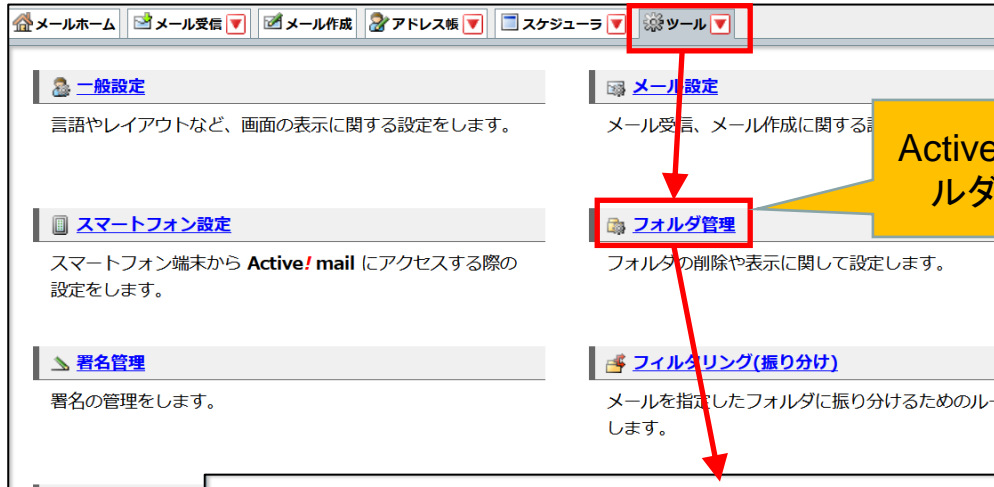 メールホーム メール受信 メール作成 アドレス帳 スケジューラ ツール
一般設定
言語やレイアウトなど、画面の表示に関する設定をします。
メール設定
メール受信、メール作成に関する
Active
ルダ
スマートフォン設定
スマートフォン端末から Active! mail にアクセスする際の
設定をします。
フォルダ管理
フォルダの削除や表示に関して設定します。
署名管理
署名の管理をします。
フィルタリング(振り分け)
メールを指定したフォルダに振り分けるためのルー
します。